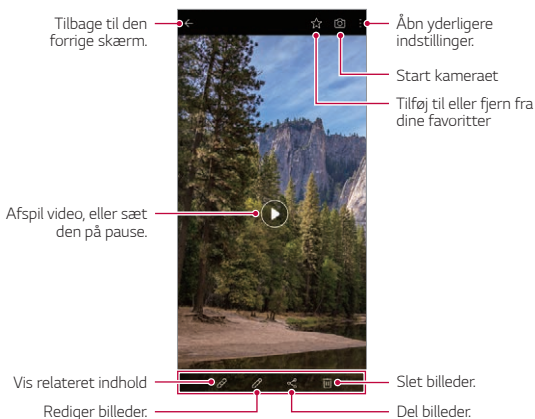 Tilbage til den
forrige skærm.
Åbn yderligere
indstillinger.
Start kameraet
Tilføj til eller fjern fra
dine favoritter
Afspil video, eller sæt
den på pause.
Vis relateret indhold
Slet billeder.
Rediger billeder.
Del billeder.